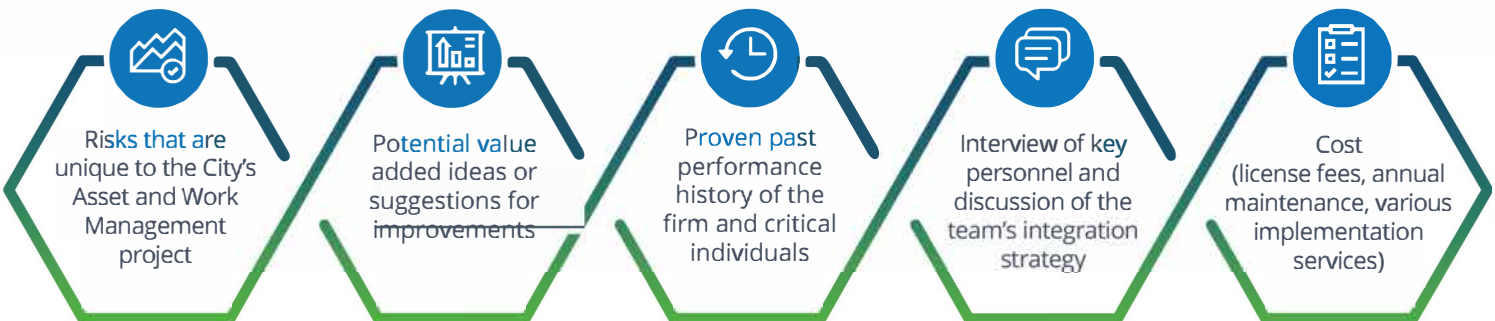 Risks that are
unique to the City's
Asset and Work
Management
project
Potential value
added ideas or
suggestions for
improvements
Proven past
performance
history of the
firm and critical
individuals
Interview of key
personnel and
discussion of the
team's integration
strategy
Cost
(license fees, annual
maintenance, various
implementation
services)